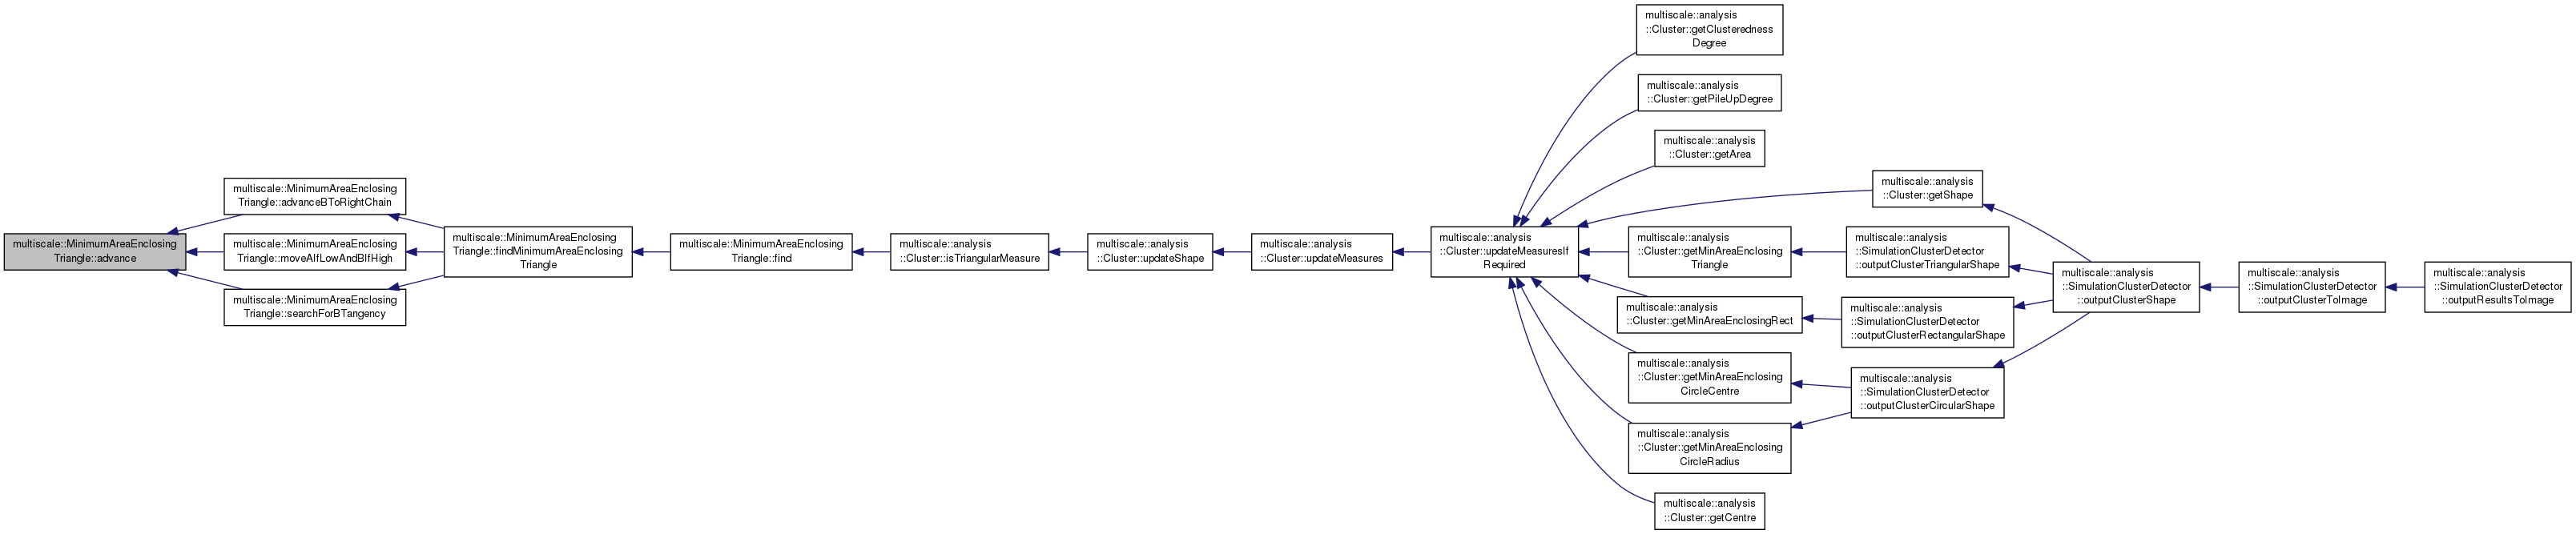 multiscale::MinimumAreaEnclosing
Triangle::advance
multiscale::MinimumAreaEnclosing
Triangle::advanceBToRightChain
multiscale::MinimumAreaEnclosing
Triangle::moveAIfLowAndBIfHigh
multiscale::MinimumAreaEnclosing
Triangle::searchForBTangency
multiscale::MinimumAreaEnclosing
Triangle::findMinimumAreaEnclosing
Triangle
multiscale::MinimumAreaEnclosing
Triangle::find
multiscale::analysis
::Cluster::isTriangularMeasure
multiscale::analysis
::Cluster::updateShape
multiscale::analysis
::Cluster::updateMeasures
multiscale::analysis
::Cluster::updateMeasuresIf
Required
multiscale::analysis
::Cluster::getClusteredness
Degree
multiscale::analysis
::Cluster::getPileUpDegree
multiscale::analysis
::Cluster::getArea
multiscale::analysis
::Cluster::getShape
multiscale::analysis
::Cluster::getMinAreaEnclosing
Triangle
multiscale::analysis
::Cluster::getMinAreaEnclosingRect
multiscale::analysis
::Cluster::getMinAreaEnclosing
CircleCentre
multiscale::analysis
::Cluster::getMinAreaEnclosing
CircleRadius
multiscale::analysis
::Cluster::getCentre
multiscale::analysis
::SimulationClusterDetector
::outputClusterTriangularShape
multiscale::analysis
::SimulationClusterDetector
::outputClusterRectangularShape
multiscale::analysis
::SimulationClusterDetector
::outputClusterCircularShape
multiscale::analysis
::SimulationClusterDetector
::outputClusterShape
multiscale::analysis
::SimulationClusterDetector
::outputClusterToImage
multiscale::analysis
::SimulationClusterDetector
::outputResultsToImage